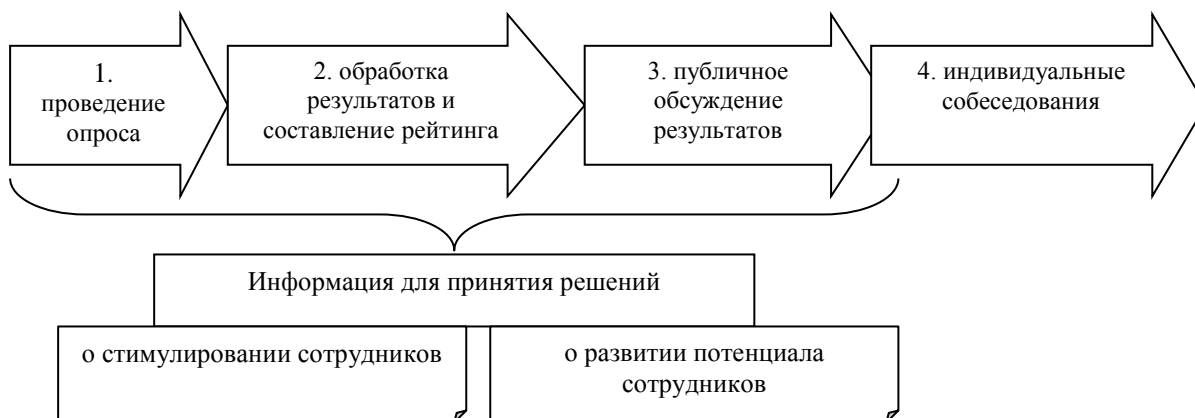 1.
проведение
опроса
2. обработка
результатов и
составление рейтинга
3. публичное
обсуждение
результатов
4. индивидуальные
собеседования
Информация для принятия решений
о стимулировании сотрудников
о развитии потенциала
сотрудников